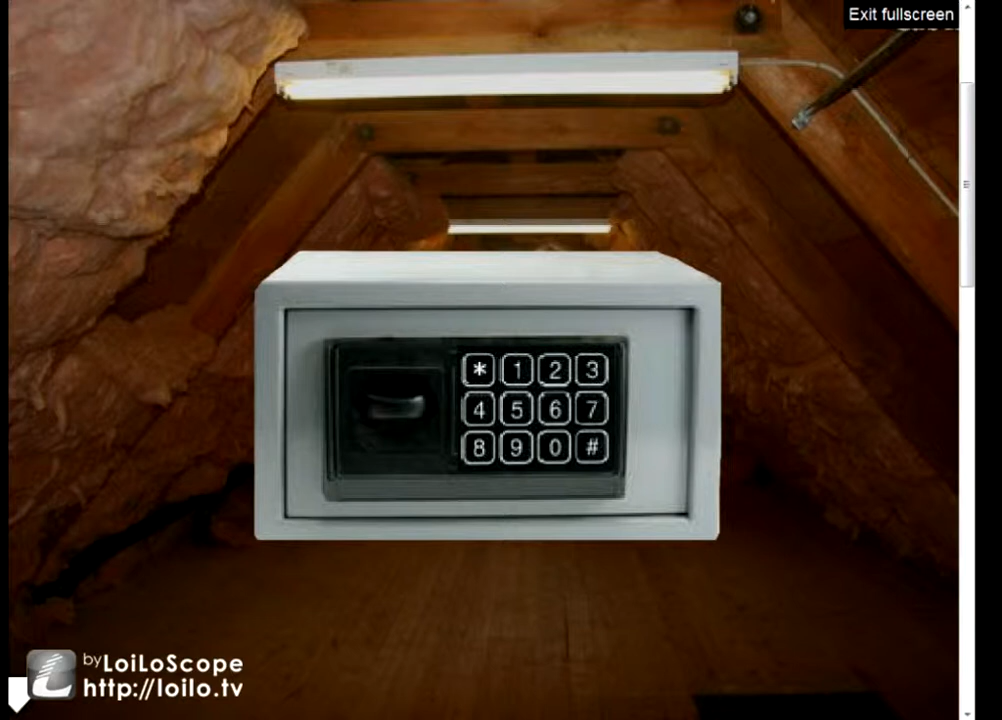 Exit fullscreen
* 1 2 3
4 5 6 7
8 9 0 #
by LoiLoScope
http://loilo.tv